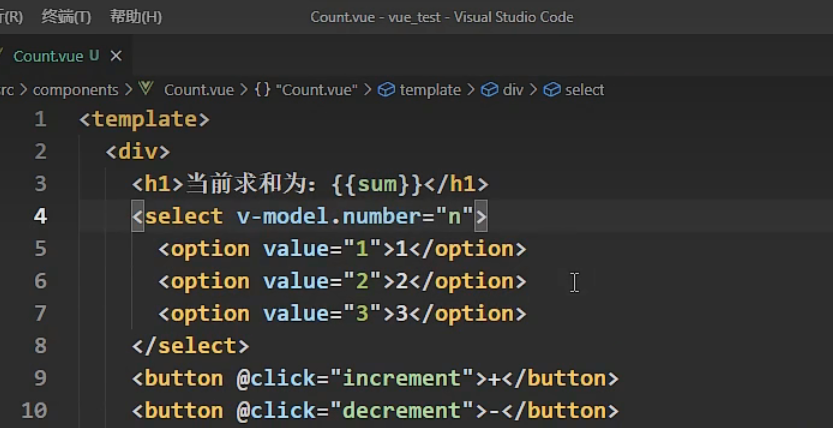 行(R) 终端(T) 帮助(H) Count.vue - vue_test - Visual Studio Code
Count.vue U ×
src > components > Count.vue > {} "Count.vue" > template > div > select
1 <template>
2 <div>
3 <h1>当前求和为：{{sum}}</h1>
4 <select v-model.number="n">
5 <option value="1">1</option>
6 <option value="2">2</option>
7 <option value="3">3</option>
8 </select>
9 <button @click="increment">+</button>
10 <button @click="decrement">-</button>